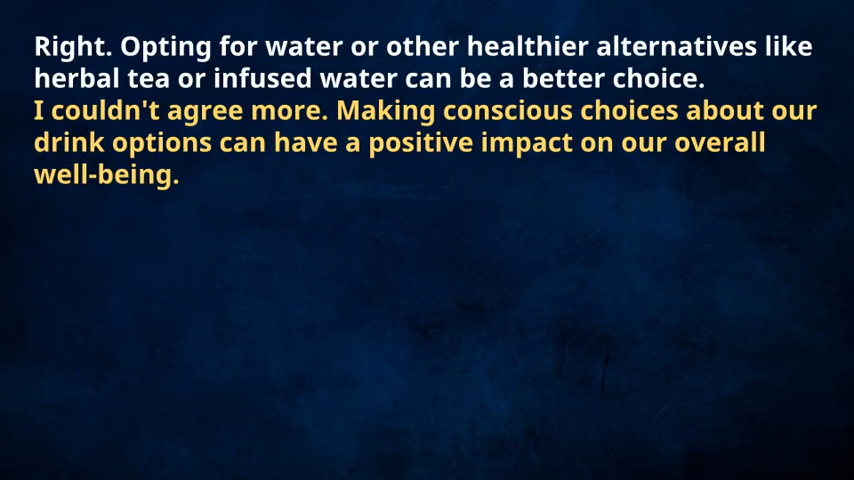 Right. Opting for water or other healthier alternatives like
herbal tea or infused water can be a better choice.
I couldn't agree more. Making conscious choices about our
drink options can have a positive impact on our overall
well-being.